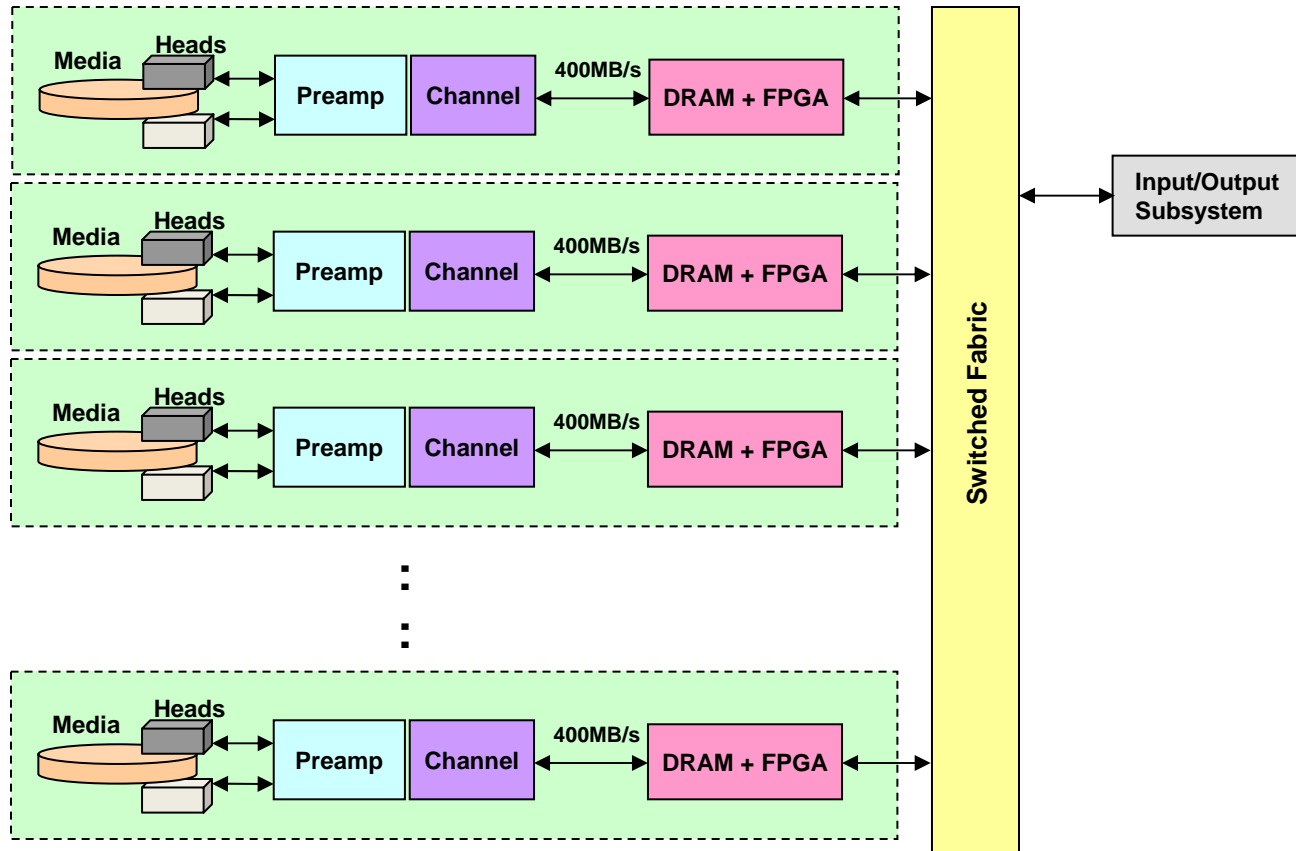 Heads
Media
Preamp
Channel
400MB/s
DRAM + FPGA
Heads
Media
Preamp
Channel
400MB/s
DRAM + FPGA
Heads
Media
Preamp
Channel
400MB/s
DRAM + FPGA
:
:
Heads
Media
Preamp
Channel
400MB/s
DRAM + FPGA
Switched Fabric
Input/Output
Subsystem